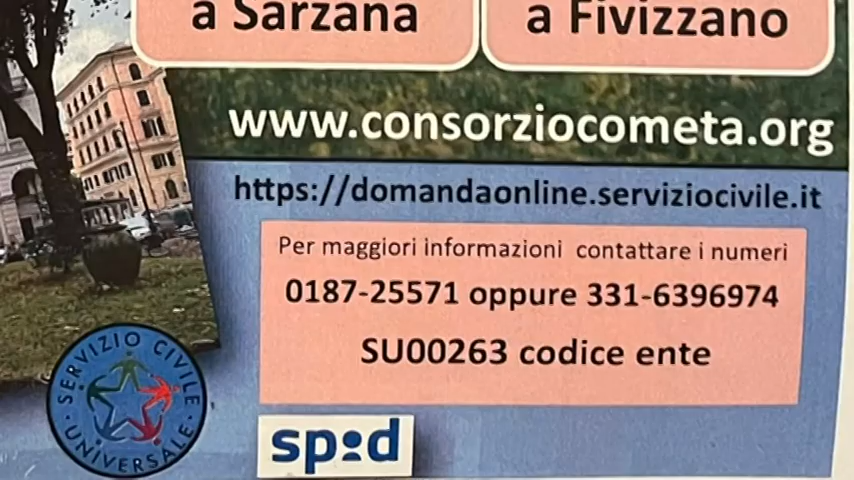 a Sarzana
a Fivizzano
www.consorziocometa.org
https://domandaonline.serviziocivile.it
Per maggiori informazioni contattare i numeri
0187-25571 oppure 331-6396974
SU00263 codice ente
SERVIZIO CIVILE
UNIVERSALE
spid